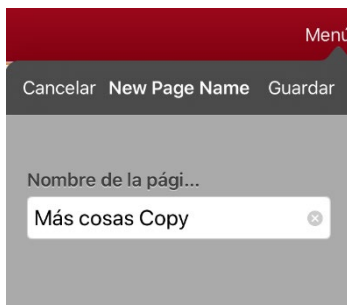 Menú
Cancelar New Page Name Guardar
Nombre de la pági...
Más cosas Copy